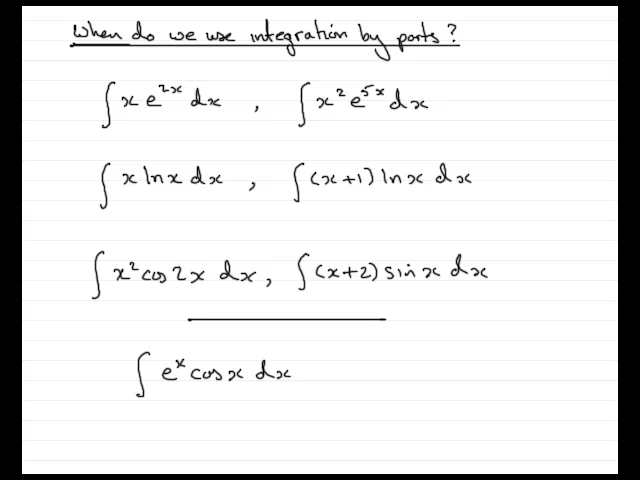 When do we use integration by parts?
∫ x e^{2x} dx , ∫ x² e^{5x} dx
∫ x ln x dx , ∫ (x+1) ln x dx
∫ x² cos 2x dx , ∫ (x+2) sin x dx
∫ e^x cos x dx